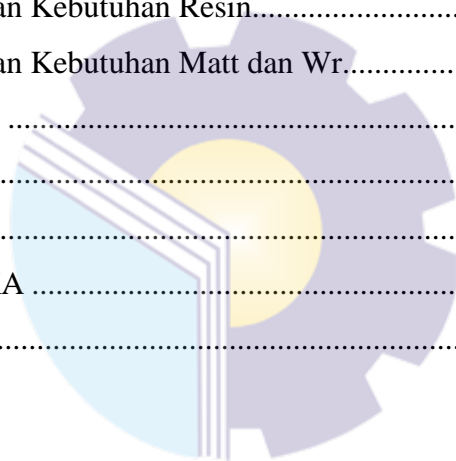 an Kebutuhan Resin..............................
an Kebutuhan Matt dan Wr................
............................................................
............................................................
............................................................
A ........................................................
............................................................